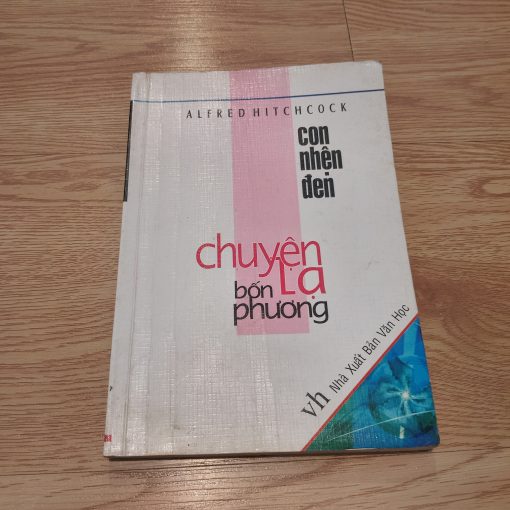 ALFRED HITCHCOCK
con
nhện
đen
chuyện
Lạ
bốn
phương
vh Nhà Xuất Bản Văn Học